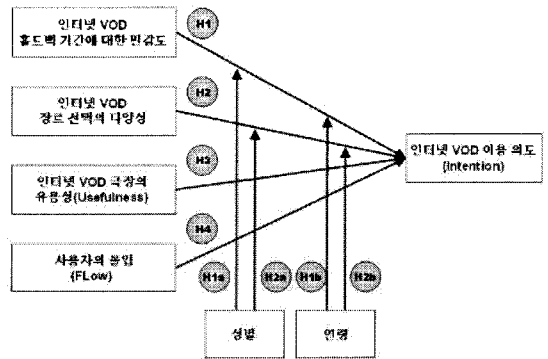 인터넷 VOD
홀드백 기간에 대한 민감도
H1
인터넷 VOD
장르 선택의 다양성
H2
인터넷 VOD 극장의
유용성(Usefulness)
H3
사용자의 몰입
(FLow)
H4
인터넷 VOD 이용 의도
(Intention)
H1a
H2a
H1b
H2b
성별
연령